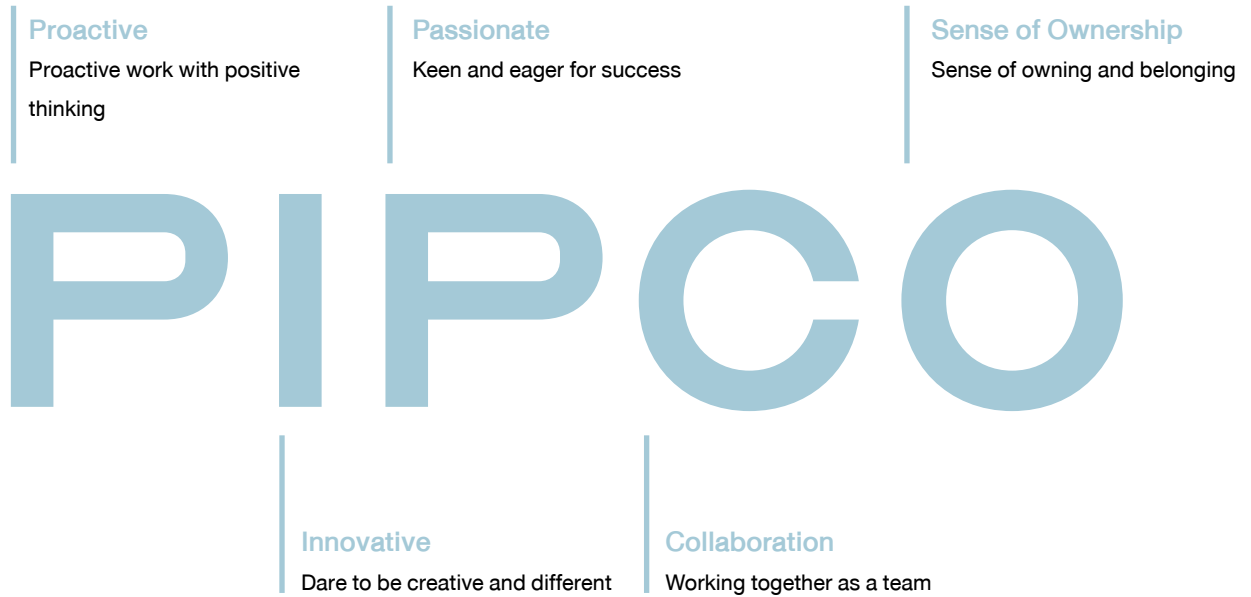 Proactive
Proactive work with positive
thinking
Passionate
Keen and eager for success
Sense of Ownership
Sense of owning and belonging
PIPCO
Innovative
Dare to be creative and different
Collaboration
Working together as a team